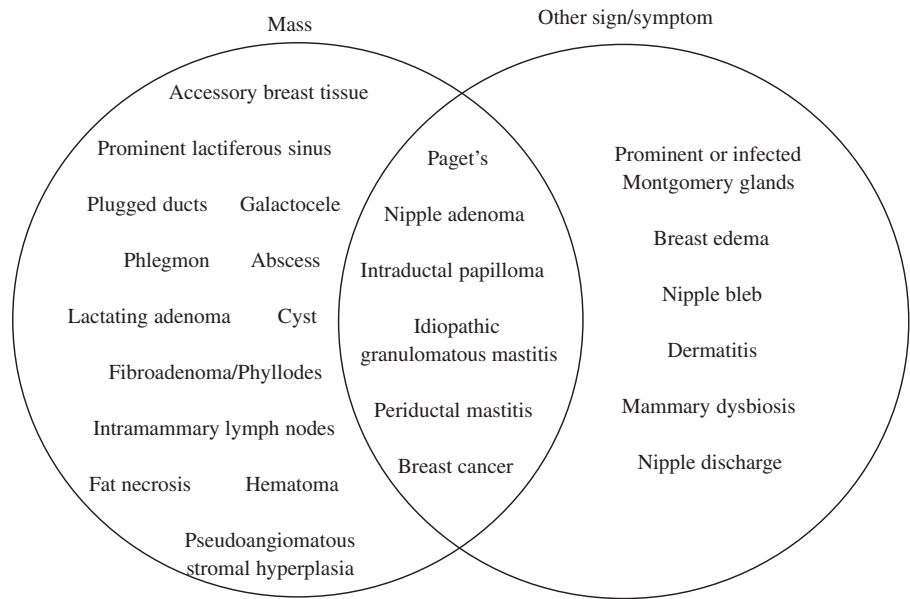 Mass
Other sign/symptom
Accessory breast tissue
Prominent lactiferous sinus
Plugged ducts Galactocele
Phlegmon Abscess
Lactating adenoma Cyst
Fibroadenoma/Phyllodes
Intramammary lymph nodes
Fat necrosis Hematoma
Pseudoangiomatous
stromal hyperplasia
Paget's
Nipple adenoma
Intraductal papilloma
Idiopathic
granulomatous mastitis
Periductal mastitis
Breast cancer
Prominent or infected
Montgomery glands
Breast edema
Nipple bleb
Dermatitis
Mammary dysbiosis
Nipple discharge